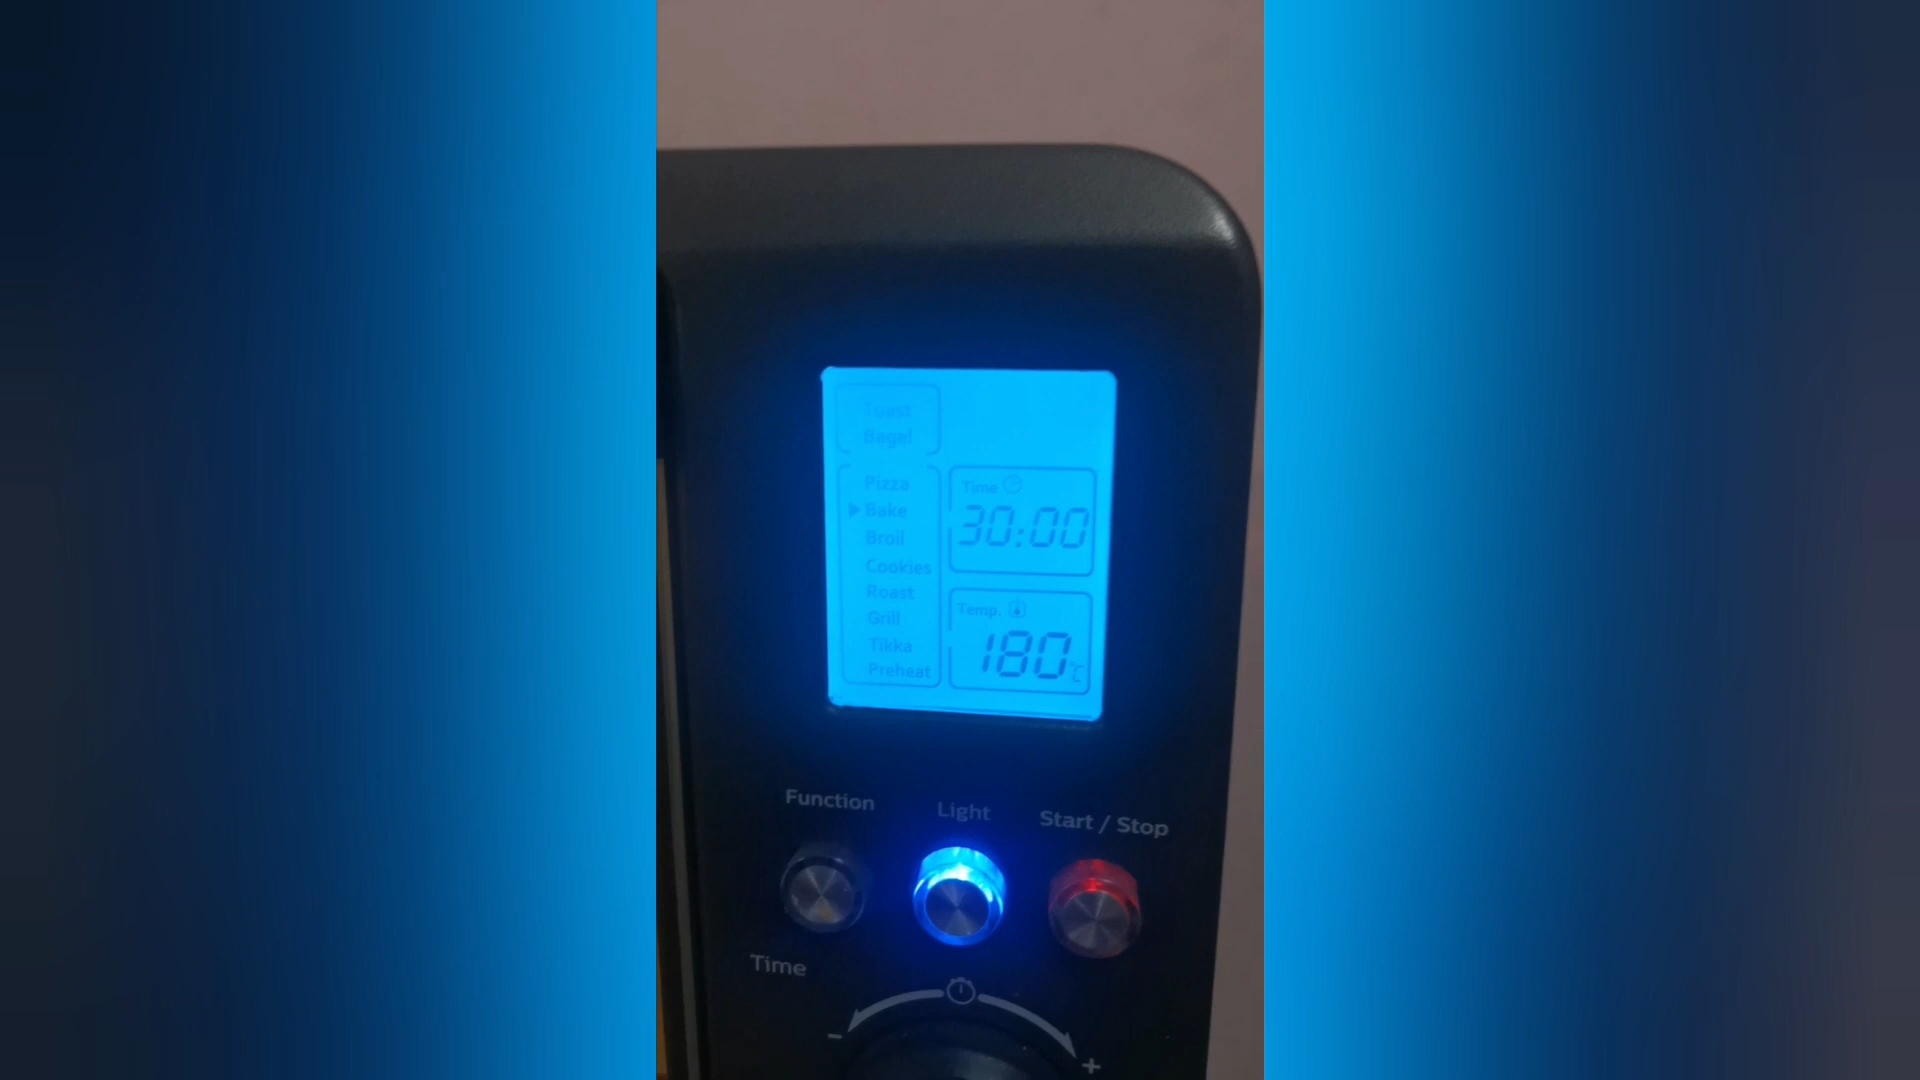 Toast
Bagel
Pizza
Bake
Broil
Cookies
Roast
Grill
Tikka
Preheat
Time
30:00
Temp.
180°C
Function
Light
Start / Stop
Time
- +